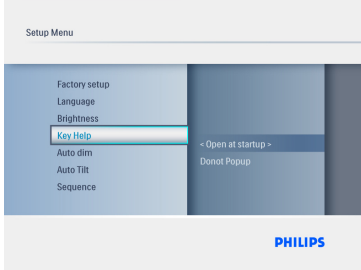 Setup Menu
Factory setup
Language
Brightness
Key Help
Auto dim
Auto Tilt
Sequence
< Open at startup >
Donot Popup
PHILIPS